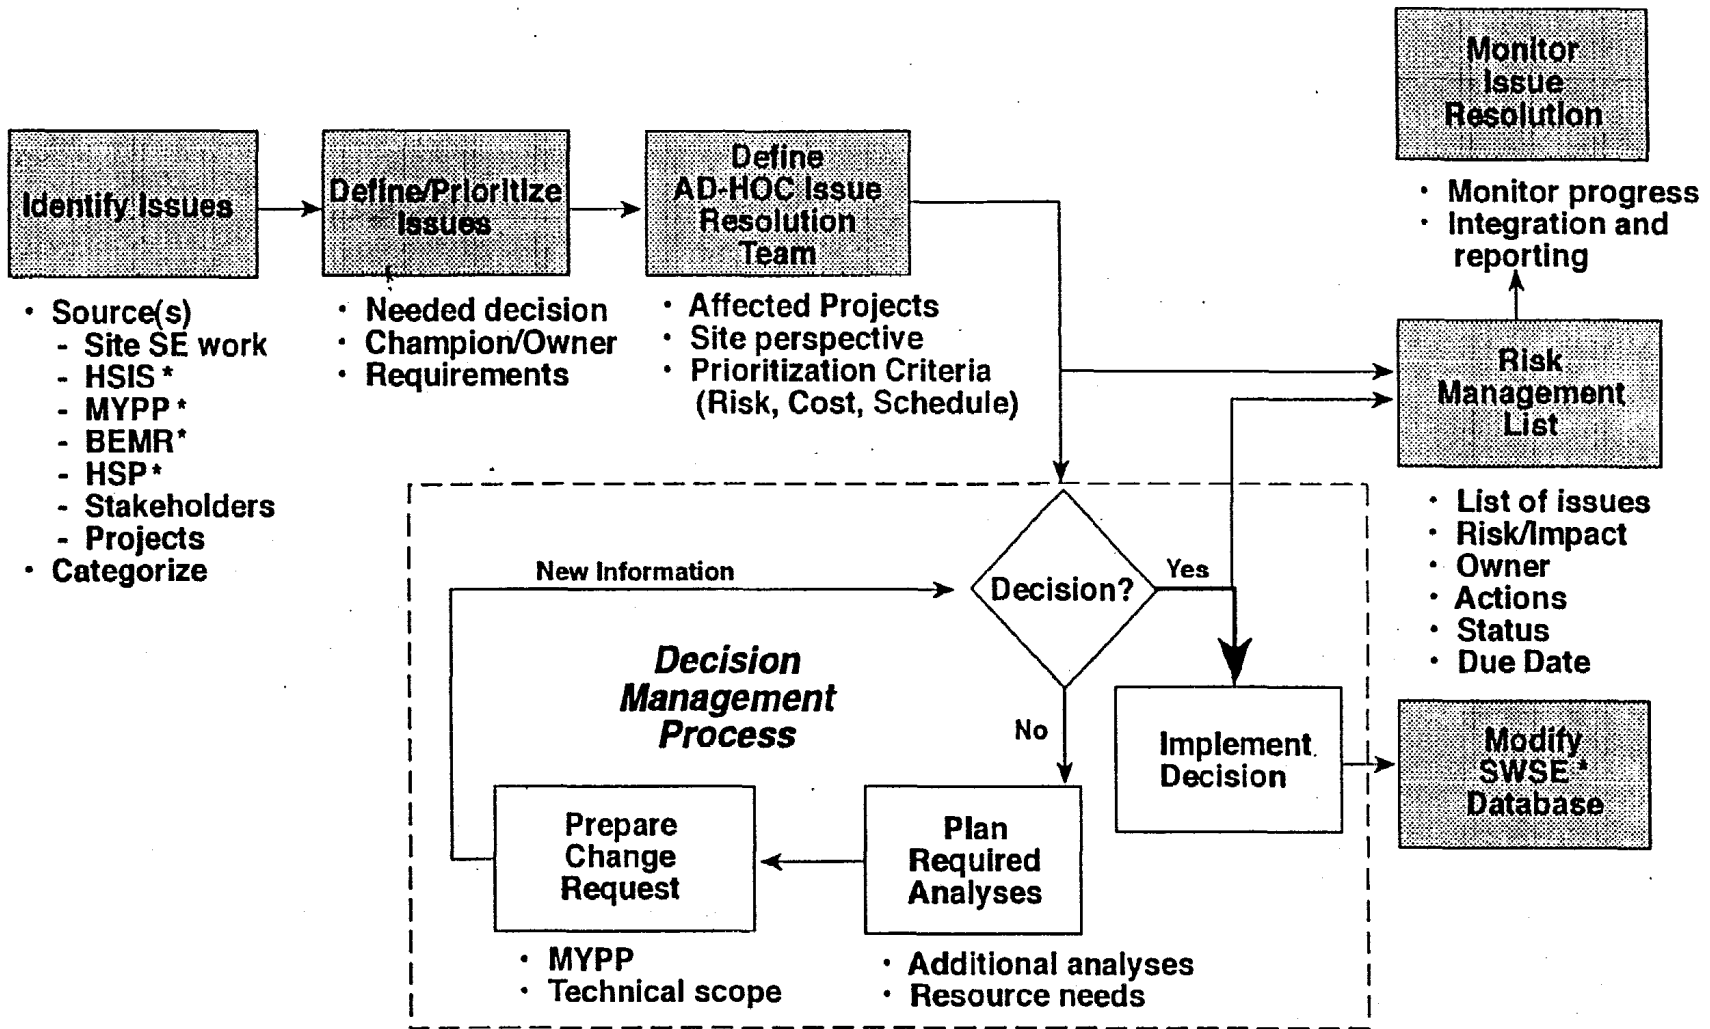 Monitor
Issue
Resolution
· Monitor progress
· Integration and
reporting
Identify Issues
· Source(s)
- Site SE work
- HSIS *
- MYPP *
- BEMR *
- HSP *
- Stakeholders
- Projects
· Categorize
Define/Prioritize
Issues
· Needed decision
· Champion/Owner
· Requirements
Define
AD-HOC Issue
Resolution
Team
· Affected Projects
· Site perspective
· Prioritization Criteria
(Risk, Cost, Schedule)
Risk
Management
List
· List of issues
· Risk/Impact
· Owner
· Actions
· Status
· Due Date
New Information
Decision?
Yes
No
Decision
Management
Process
Implement
Decision
Modify
SWSE *
Database
Prepare
Change
Request
· MYPP
· Technical scope
Plan
Required
Analyses
· Additional analyses
· Resource needs